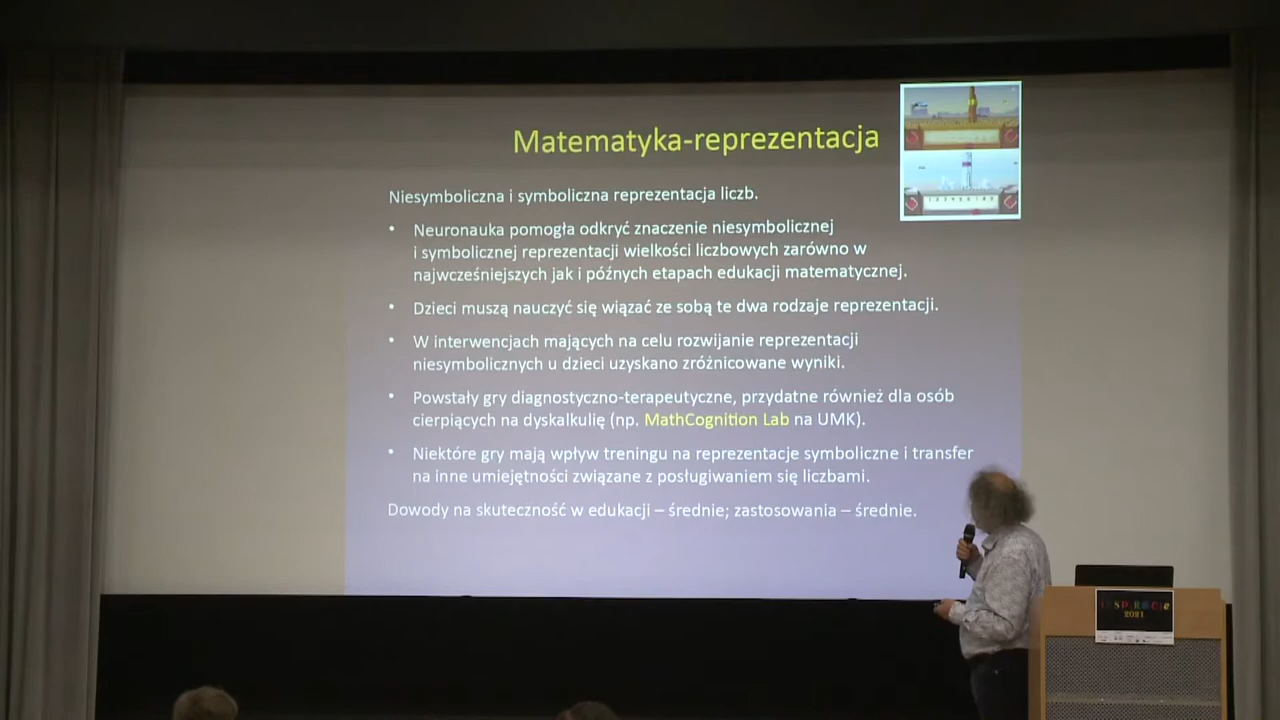 Matematyka-reprezentacja
Niesymboliczna i symboliczna reprezentacja liczb.
• Neuronauka pomogła odkryć znaczenie niesymbolicznej
i symbolicznej reprezentacji wielkości liczbowych zarówno w
najwcześniejszych jak i późnych etapach edukacji matematycznej.
• Dzieci muszą nauczyć się wiązać ze sobą te dwa rodzaje reprezentacji.
• W interwencjach mających na celu rozwijanie reprezentacji
niesymbolicznych u dzieci uzyskano zróżnicowane wyniki.
• Powstały gry diagnostyczno-terapeutyczne, przydatne również dla osób
cierpiących na dyskalkulię (np. MathCognition Lab na UMK).
• Niektóre gry mają wpływ treningu na reprezentacje symboliczne i transfer
na inne umiejętności związane z posługiwaniem się liczbami.
Dowody na skuteczność w edukacji – średnie; zastosowania – średnie.
2021